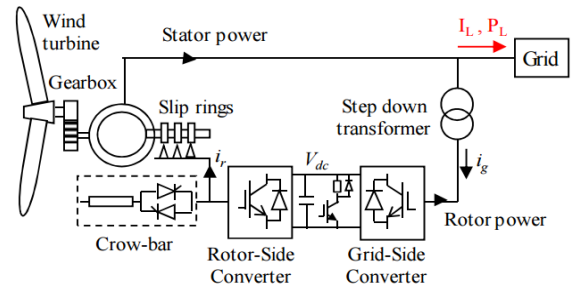 Wind
turbine
Stator power
I_L , P_L
Grid
Gearbox
Slip rings
Step down
transformer
i_r
V_dc
i_g
Rotor power
Crow-bar
Rotor-Side
Converter
Grid-Side
Converter